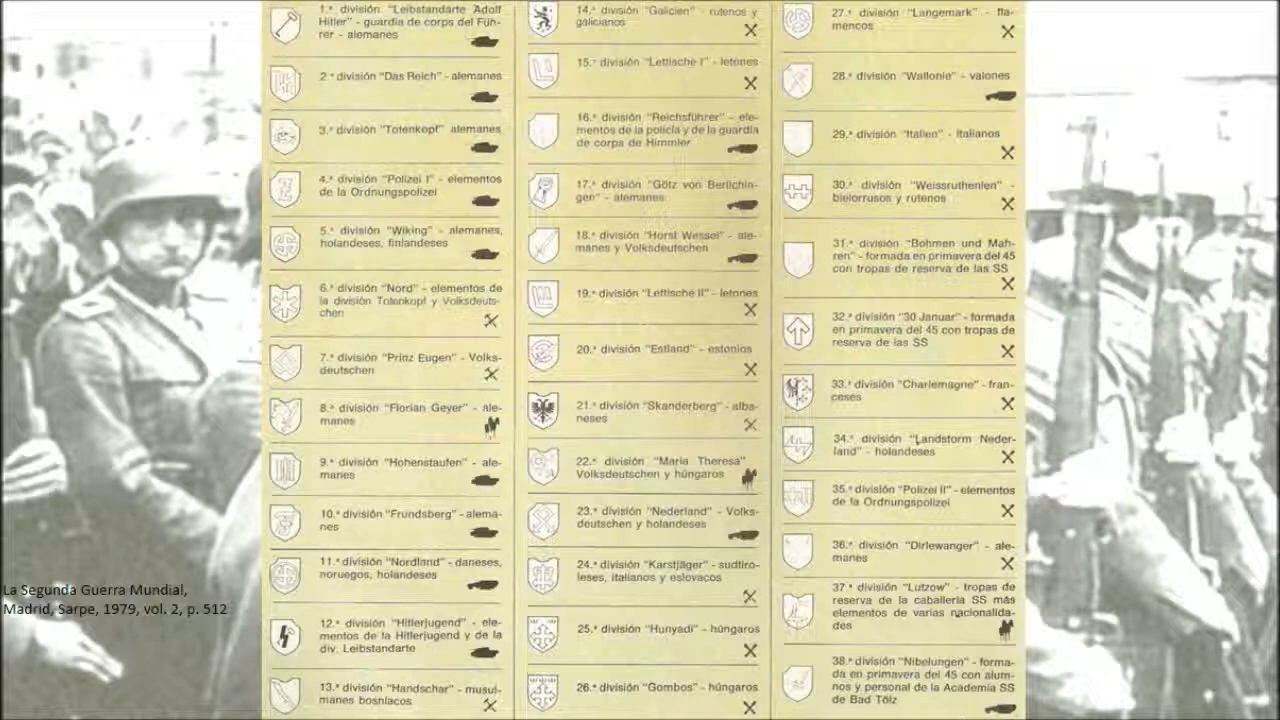 1.ª división "Leibstandarte Adolf
Hitler" - guardia de corps del Füh-
rer - alemanes
2.ª división "Das Reich" - alemanes
3.ª división "Totenkopf" alemanes
4.ª división "Polizei I" - elementos
de la Ordnungspolizei
5.ª división "Wiking" - alemanes,
holandeses, finlandeses
6.ª división "Nord" - elementos de
la división Totenkopf y Volksdeuts-
chen
7.ª división "Prinz Eugen" - Volks-
deutschen
8.ª división "Florian Geyer" - ale-
manes
9.ª división "Hohenstaufen" - ale-
manes
10.ª división "Frundsberg" - alema-
nes
11.ª división "Nordland" - daneses,
noruegos, holandeses
12.ª división "Hitlerjugend" - ele-
mentos de la Hitlerjugend y de la
div. Leibstandarte
13.ª división "Handschar" - musul-
manes bosniacos
14.ª división "Galicien" - rutenos y
galicianos
15.ª división "Lettische I" - letones
16.ª división "Reichsführer" - ele-
mentos de la policía y de la guardia
de corps de Himmler
17.ª división "Götz von Berlichin-
gen" - alemanes
18.ª división "Horst Wessel" - ale-
manes y Volksdeutschen
19.ª división "Lettische II" - letones
20.ª división "Estland" - estonios
21.ª división "Skanderberg" - alba-
neses
22.ª división "Maria Theresa"
Volksdeutschen y húngaros
23.ª división "Nederland" - Volks-
deutschen y holandeses
24.ª división "Karstjäger" - sudtiro-
leses, italianos y eslovacos
25.ª división "Hunyadi" - húngaros
26.ª división "Gombos" - húngaros
27.ª división "Langemark" - fla-
mencos
28.ª división "Wallonie" - valones
29.ª división "Italien" - italianos
30.ª división "Weissruthenien" -
bielorrusos y rutenos
31.ª división "Bohmen und Mah-
ren" - formada en primavera del 45
con tropas de reserva de las SS
32.ª división "30 Januar" - formada
en primavera del 45 con tropas de
reserva de las SS
33.ª división "Charlemagne" - fran-
ceses
34.ª división "Landstorm Neder-
land" - holandeses
35.ª división "Polizei II" - elementos
de la Ordnungspolizei
36.ª división "Dirlewanger" - ale-
manes
37.ª división "Lutzow" - tropas de
reserva de la caballería SS más
elementos de varias nacionalida-
des
38.ª división "Nibelungen" - forma-
da en primavera del 45 con alum-
nos y personal de la Academia SS
de Bad Tölz
La Segunda Guerra Mundial,
Madrid, Sarpe, 1979, vol. 2, p. 512